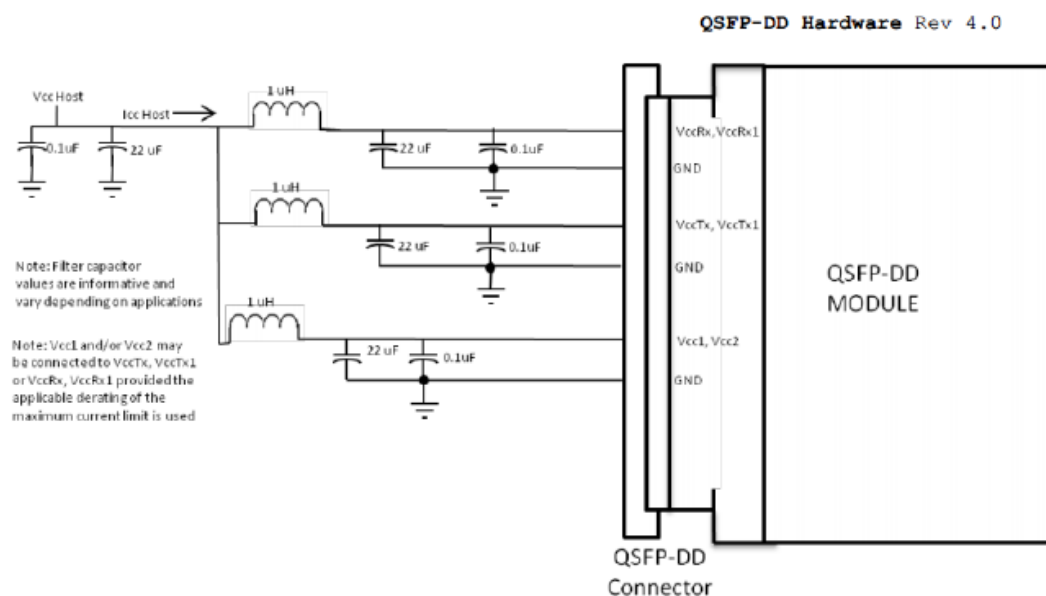 QSFP-DD Hardware Rev 4.0
Vcc Host
Icc Host
1 uH
0.1uF
22 uF
22 uF
0.1uF
VccRx, VccRx1
GND
1 uH
22 uF
0.1uF
VccTx, VccTx1
GND
Note: Filter capacitor
values are informative and
vary depending on applications
1 uH
22 uF
0.1uF
Vcc1, Vcc2
GND
Note: Vcc1 and/or Vcc2 may
be connected to VccTx, VccTx1
or VccRx, VccRx1 provided the
applicable derating of the
maximum current limit is used
QSFP-DD
MODULE
QSFP-DD
Connector